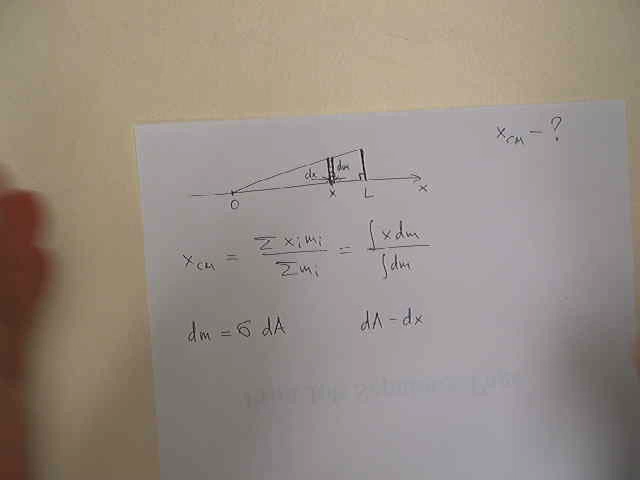 x_cm - ?
dx dm
0 x L x
x_cm = Σ x_i m_i / Σ m_i = ∫ x dm / ∫ dm
dm = σ dA dA - dx